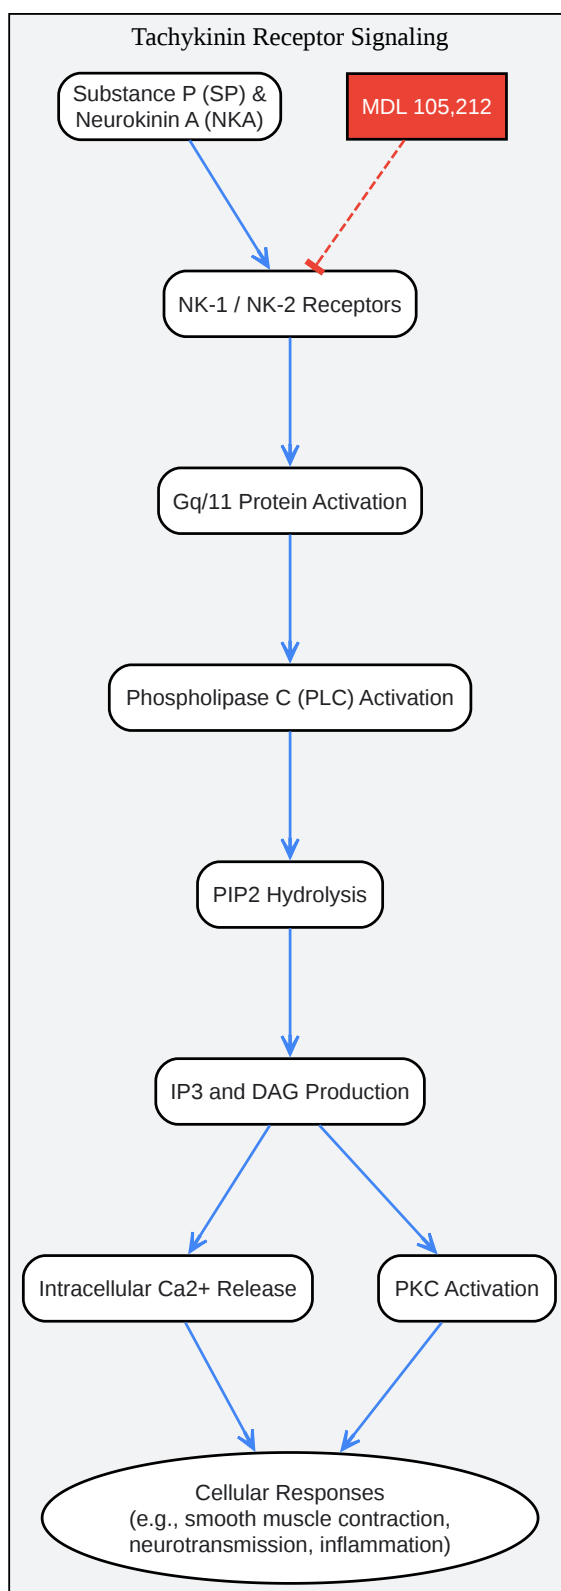 Tachykinin Receptor Signaling
Substance P (SP) &
Neurokinin A (NKA)
MDL 105,212
NK-1 / NK-2 Receptors
Gq/11 Protein Activation
Phospholipase C (PLC) Activation
PIP2 Hydrolysis
IP3 and DAG Production
Intracellular Ca2+ Release
PKC Activation
Cellular Responses
(e.g., smooth muscle contraction,
neurotransmission, inflammation)